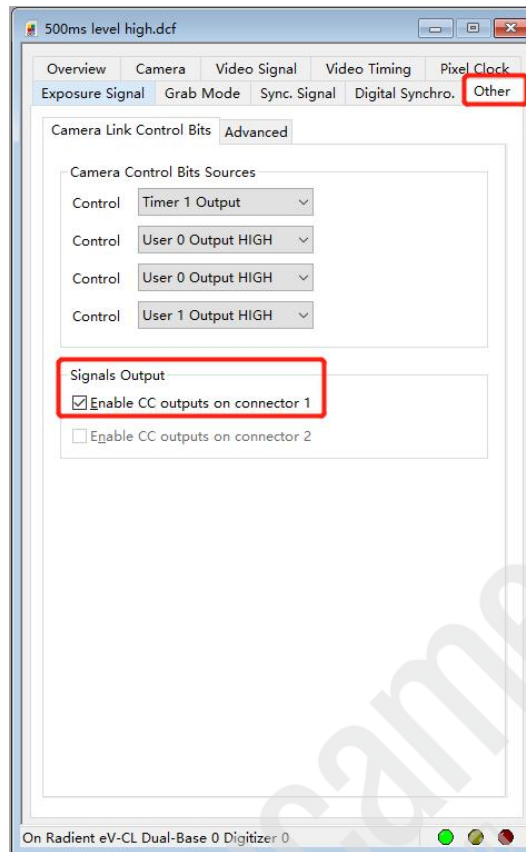 500ms level high.dcf
Overview Camera Video Signal Video Timing Pixel Clock
Exposure Signal Grab Mode Sync. Signal Digital Synchro. Other
Camera Link Control Bits Advanced
Camera Control Bits Sources
Control Timer 1 Output
Control User 0 Output HIGH
Control User 0 Output HIGH
Control User 1 Output HIGH
Signals Output
Enable CC outputs on connector 1
Enable CC outputs on connector 2
came
On Radient eV-CL Dual-Base 0 Digitizer 0